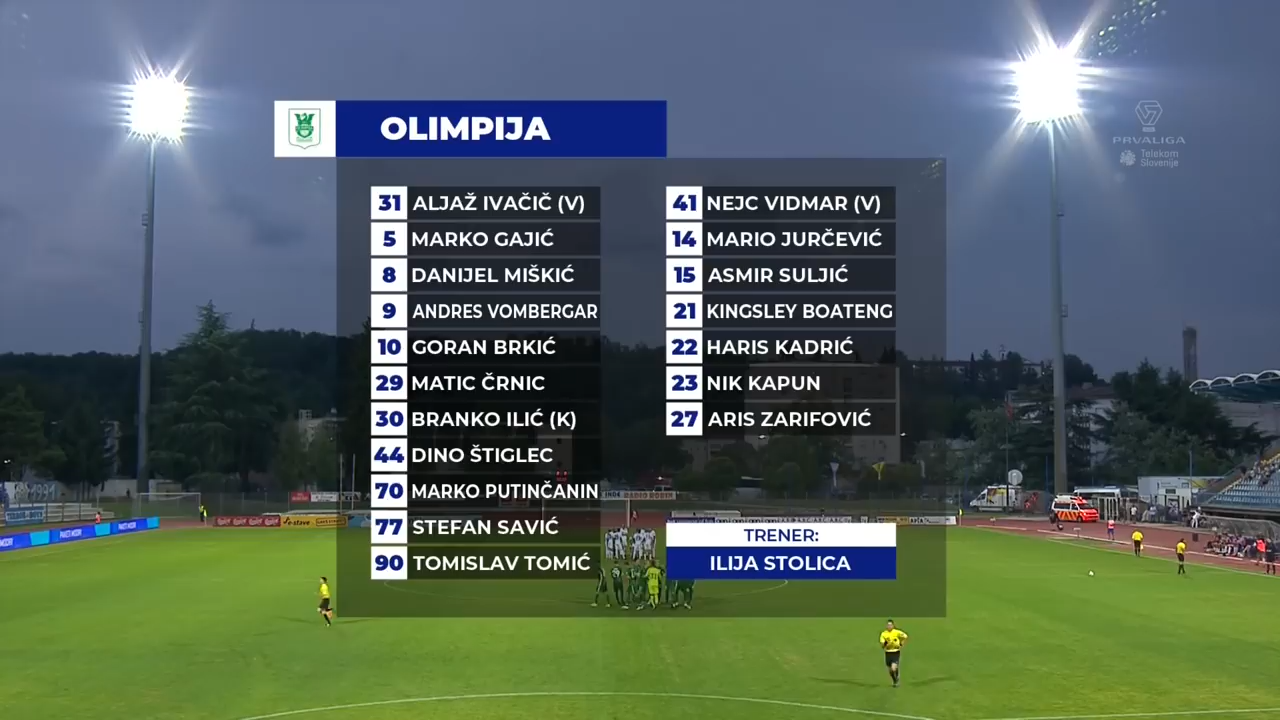 OLIMPIJA
31 ALJAŽ IVAČIČ (V)
5 MARKO GAJIĆ
8 DANIJEL MIŠKIĆ
9 ANDRES VOMBERGAR
10 GORAN BRKIĆ
29 MATIC ČRNIC
30 BRANKO ILIĆ (K)
44 DINO ŠTIGLEC
70 MARKO PUTINČANIN
77 STEFAN SAVIĆ
90 TOMISLAV TOMIĆ
41 NEJC VIDMAR (V)
14 MARIO JURČEVIĆ
15 ASMIR SULJIĆ
21 KINGSLEY BOATENG
22 HARIS KADRIĆ
23 NIK KAPUN
27 ARIS ZARIFOVIĆ
TRENER:
ILIJA STOLICA
PRVALIGA
Telekom
Slovenije